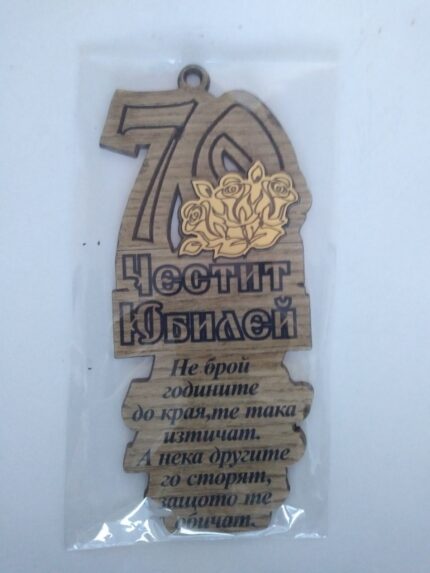 70
Честит
Юбилей
Не брой
годините
до края,те така
изтичат.
А нека другите
го сторят,
защото те
обичат.